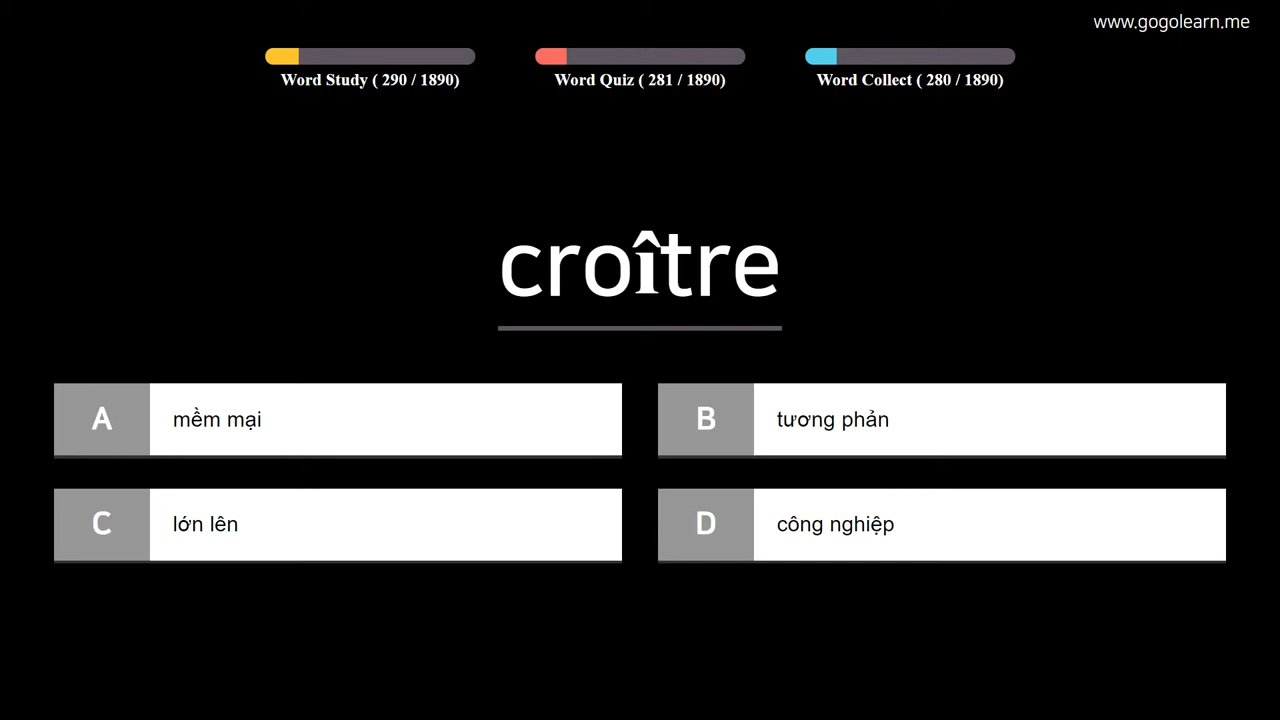 www.gogolearn.me
Word Study ( 290 / 1890)
Word Quiz ( 281 / 1890)
Word Collect ( 280 / 1890)
croître
A mềm mại
B tương phản
C lớn lên
D công nghiệp